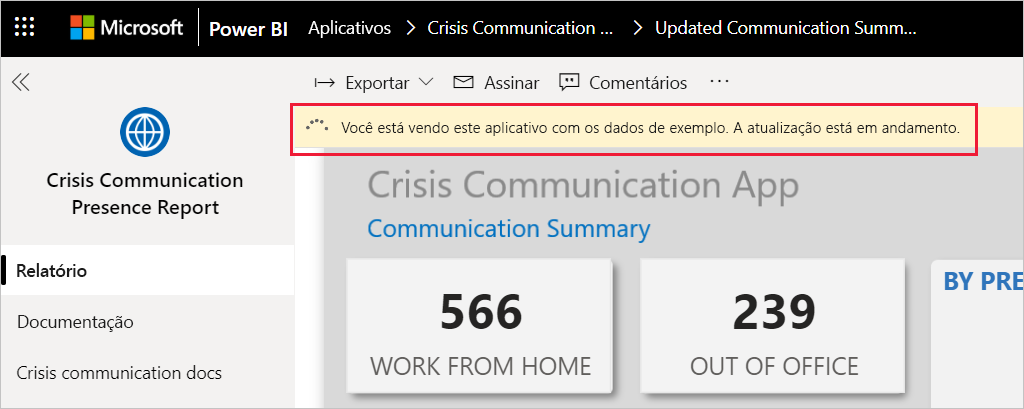 Microsoft Power BI Aplicativos > Crisis Communication ... > Updated Communication Summ...
Exportar Assinar Comentários ...
Você está vendo este aplicativo com os dados de exemplo. A atualização está em andamento.
Crisis Communication
Presence Report
Relatório
Documentação
Crisis communication docs
Crisis Communication App
Communication Summary
566
WORK FROM HOME
239
OUT OF OFFICE
BY PRE